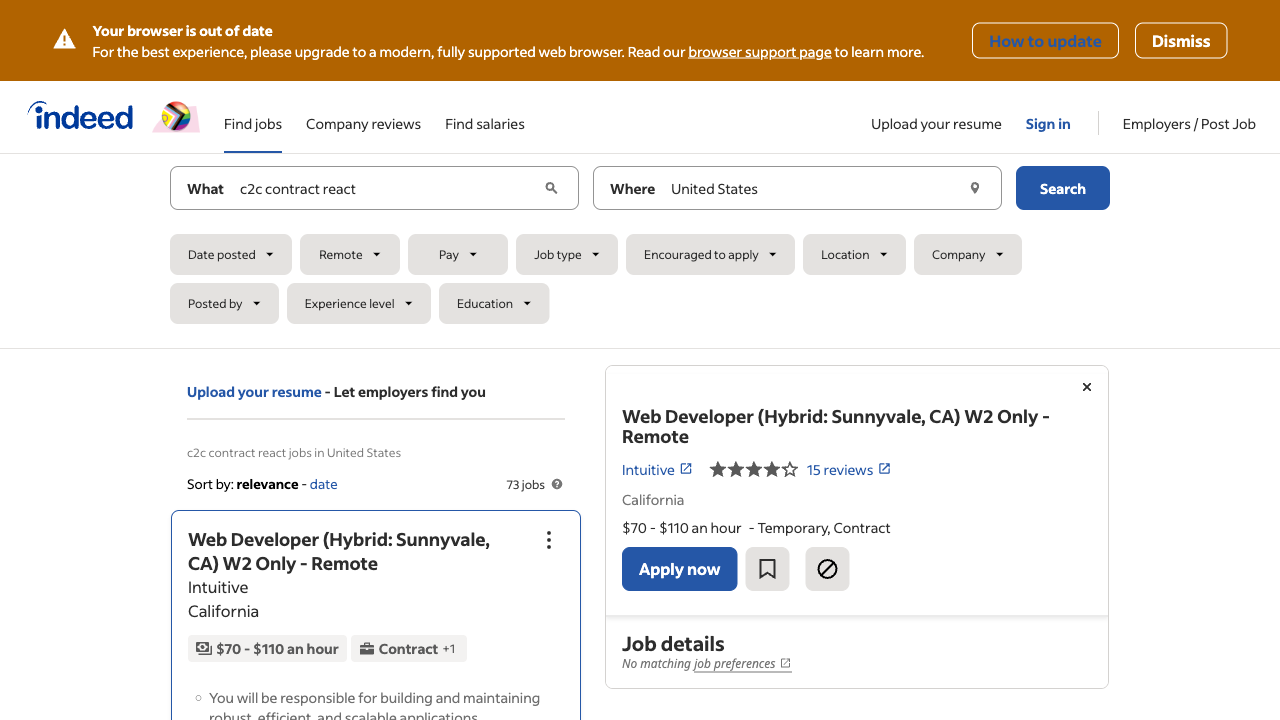 Your browser is out of date
For the best experience, please upgrade to a modern, fully supported web browser. Read our browser support page to learn more.
How to update
Dismiss
indeed
Find jobs
Company reviews
Find salaries
Upload your resume
Sign in
Employers / Post Job
What
c2c contract react
Where
United States
Search
Date posted
Remote
Pay
Job type
Encouraged to apply
Location
Company
Posted by
Experience level
Education
Upload your resume - Let employers find you
c2c contract react jobs in United States
Sort by: relevance - date
73 jobs
Web Developer (Hybrid: Sunnyvale,
CA) W2 Only - Remote
Intuitive
California
$70 - $110 an hour
Contract +1
You will be responsible for building and maintaining
robust, efficient, and scalable applications.
Web Developer (Hybrid: Sunnyvale, CA) W2 Only -
Remote
Intuitive
15 reviews
California
$70 - $110 an hour - Temporary, Contract
Apply now
Job details
No matching job preferences